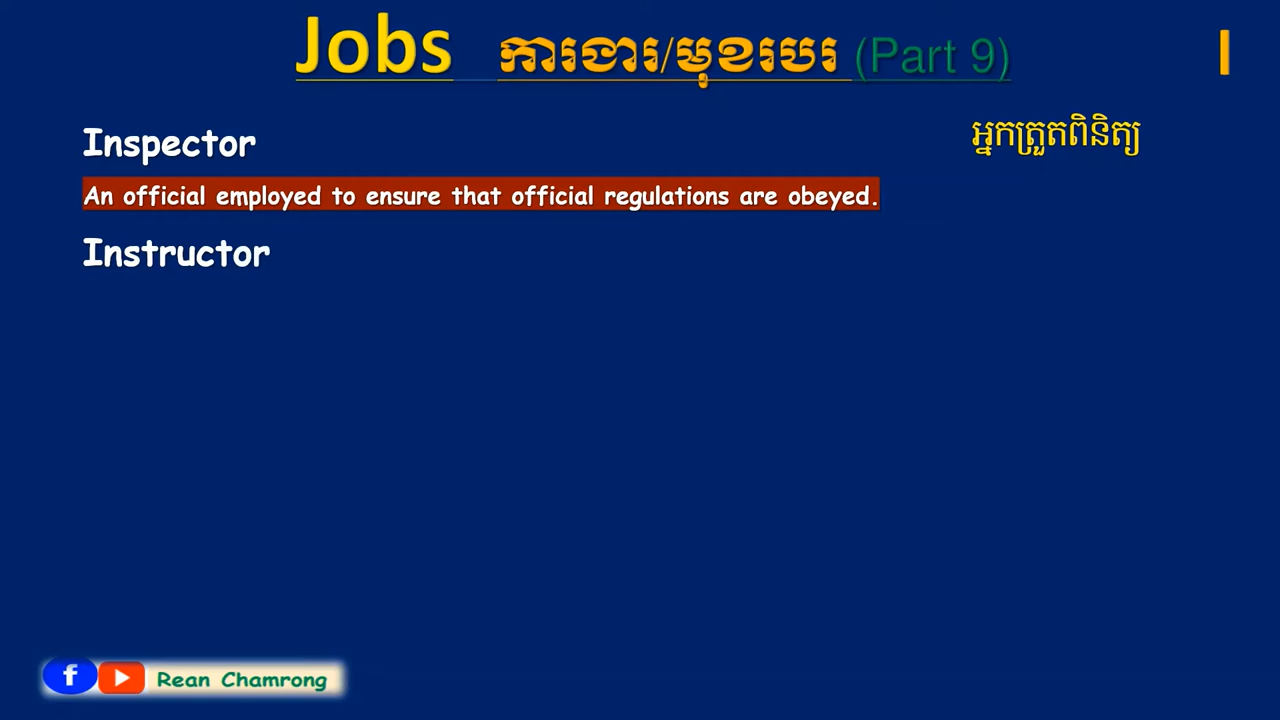 Jobs ការងារ/មុខរបរ (Part 9)
I
Inspector
អ្នកត្រួតពិនិត្យ
An official employed to ensure that official regulations are obeyed.
Instructor
f Rean Chamrong